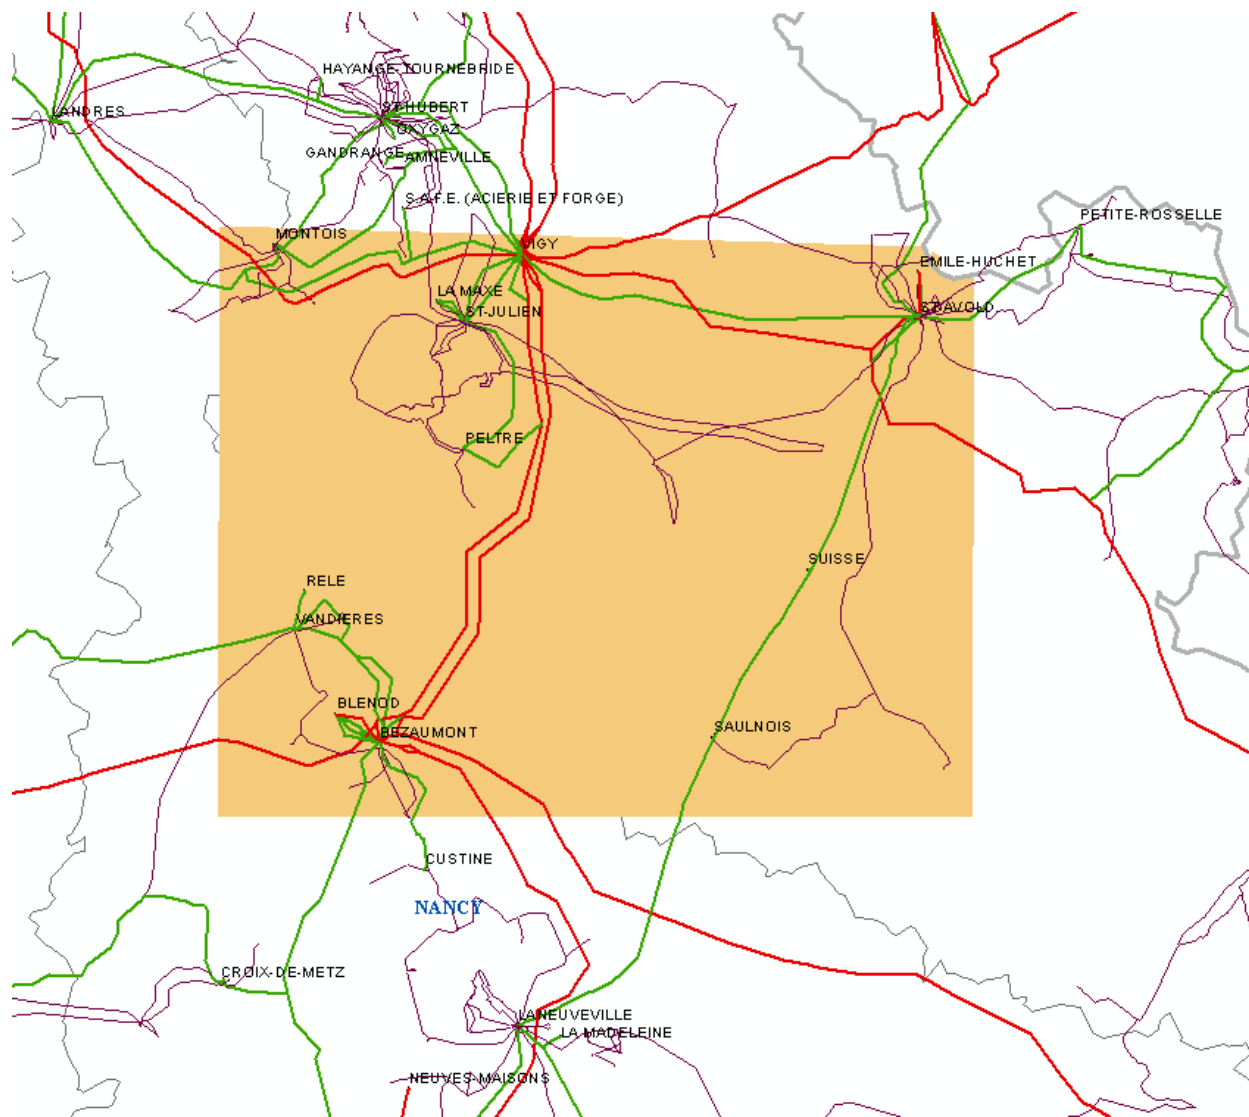 HAYANGE-TOURNEBRIDE
LANDRES
ST-HUBERT
OXYGAZ
GANDRANGE
AMNEVILLE
S.A.F.E. (ACIERIE ET FORGE)
PETITE-ROSSELLE
MONTOIS
VIGY
EMILE-HUCHET
LA MAXE
ST-JULIEN
ST-AVOLD
PELTRE
SUISSE
RELE
VANDIERES
BLENOD
BEZAUMONT
SAULNOIS
CUSTINE
NANCY
CROIX-DE-METZ
LANEUVEVILLE
LA MADELEINE
NEUVES-MAISONS